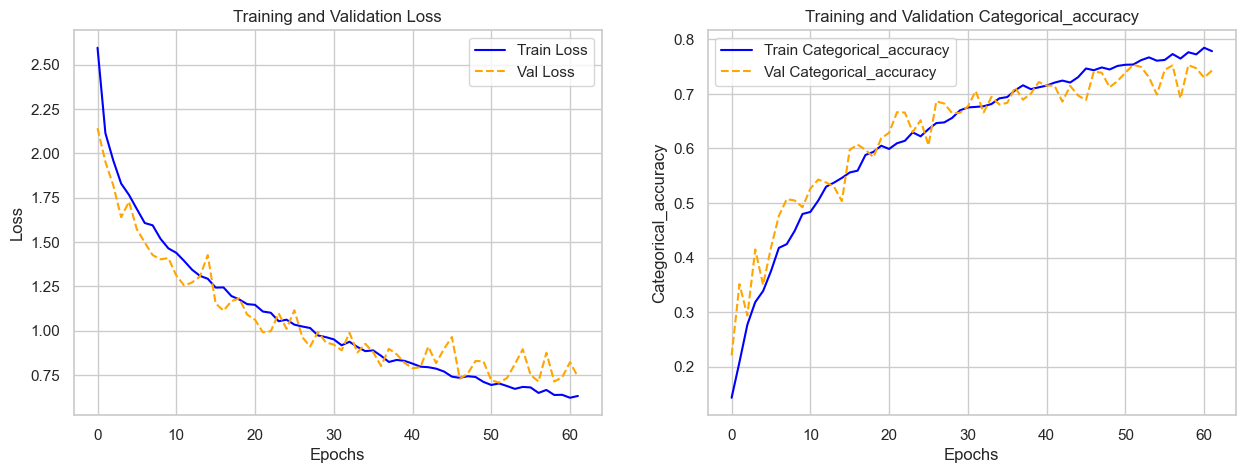 Training and Validation Loss
Train Loss
Val Loss
2.50
2.25
2.00
1.75
1.50
1.25
1.00
0.75
Loss
0 10 20 30 40 50 60
Epochs
Training and Validation Categorical_accuracy
Train Categorical_accuracy
Val Categorical_accuracy
0.8
0.7
0.6
0.5
0.4
0.3
0.2
Categorical_accuracy
0 10 20 30 40 50 60
Epochs